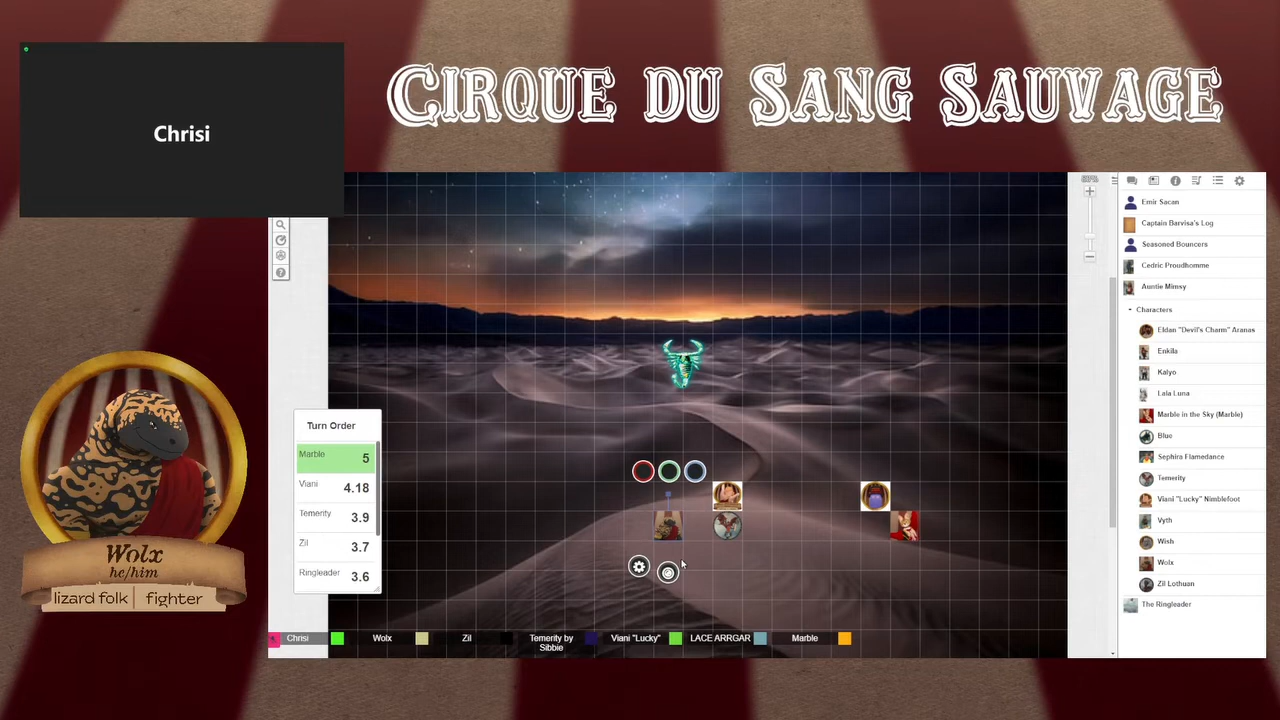 Chrisi
CIRQUE DU SANG SAUVAGE
Emir Sacan
Captain Barvisa's Log
Seasoned Bouncers
Cedric Proudhomme
Auntie Mimsy
Characters
Eldan "Devil's Charm" Aranas
Enkila
Kalyo
Lala Luna
Marble in the Sky (Marble)
Blue
Sephira Flamedance
Temerity
Viani "Lucky" Nimblefoot
Vyth
Wish
Wolx
Zil Lothuan
The Ringleader
Turn Order
Marble 5
Viani 4.18
Temerity 3.9
Zil 3.7
Ringleader 3.6
Wolx
he/him
lizard folk | fighter
Chrisi
Wolx
Zil
Temerity by
Sibbie
Viani "Lucky"
LACE ARRGAR
Marble